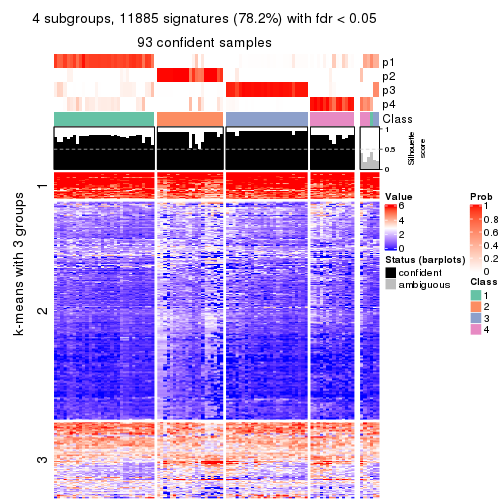 4 subgroups, 11885 signatures (78.2%) with fdr < 0.05
93 confident samples
p1
p2
p3
p4
Class
1
0.5
0
Silhouette
score
k-means with 3 groups
1
2
3
Value
6
4
2
0
Status (barplots)
confident
ambiguous
Prob
1
0.8
0.6
0.4
0.2
0
Class
1
2
3
4